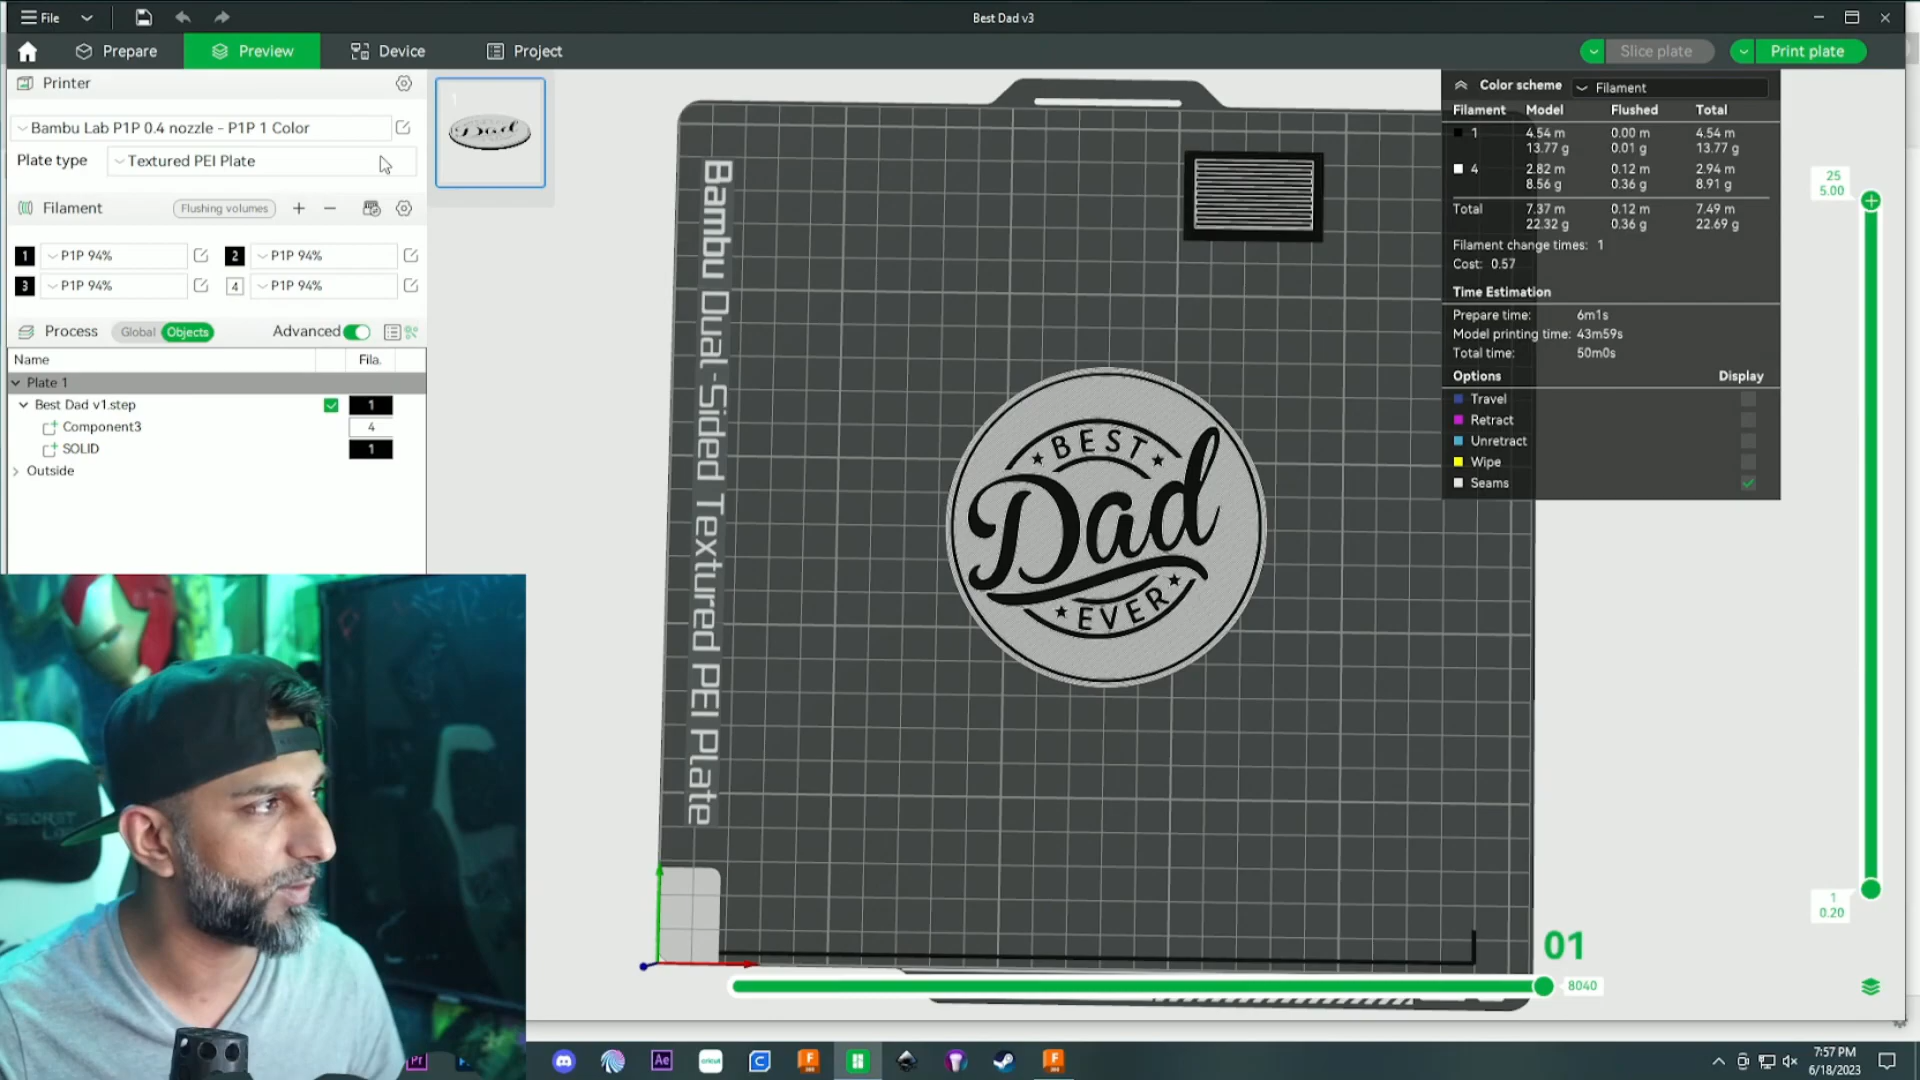 File
Best Dad v3
Prepare
Preview
Device
Project
Slice plate
Print plate
Printer
Bambu Lab P1P 0.4 nozzle - P1P 1 Color
Plate type
Textured PEI Plate
Filament
Flushing volumes
1 P1P 94%
2 P1P 94%
3 P1P 94%
4 P1P 94%
Process
Global
Objects
Advanced
Name
Fila.
Plate 1
Best Dad v1.step
1
Component3
4
SOLID
1
Outside
1
Dad
Bambu Dual-Sided Textured PEI Plate
BEST
Dad
EVER
Color scheme
Filament
Filament Model Flushed Total
1 4.54 m 0.00 m 4.54 m
13.77 g 0.01 g 13.77 g
4 2.82 m 0.12 m 2.94 m
8.56 g 0.36 g 8.91 g
Total 7.37 m 0.12 m 7.49 m
22.32 g 0.36 g 22.69 g
Filament change times: 1
Cost: 0.57
Time Estimation
Prepare time: 6m1s
Model printing time: 43m59s
Total time: 50m0s
Options Display
Travel
Retract
Unretract
Wipe
Seams
25
5.00
1
0.20
01
8040
SECRET
Pr
Ae
cricut
F
F
7:57 PM
6/18/2023